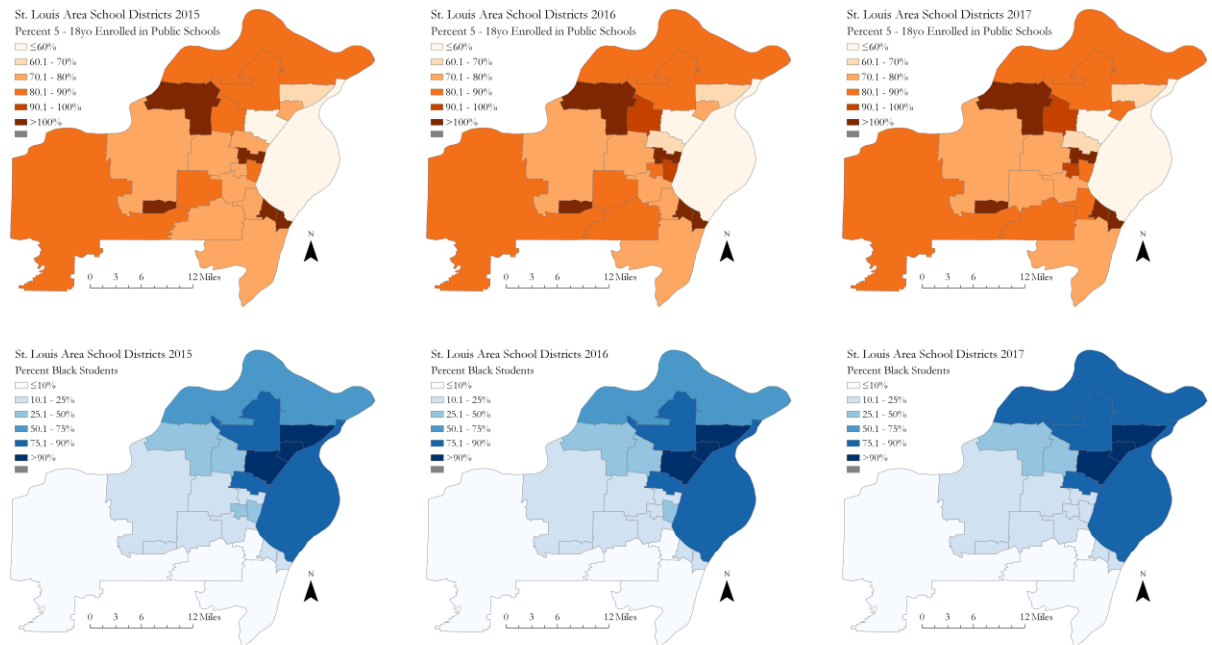 St. Louis Area School Districts 2015
Percent 5 - 18yo Enrolled in Public Schools
≤60%
60.1 - 70%
70.1 - 80%
80.1 - 90%
90.1 - 100%
>100%
N
0 3 6 12 Miles
St. Louis Area School Districts 2016
Percent 5 - 18yo Enrolled in Public Schools
≤60%
60.1 - 70%
70.1 - 80%
80.1 - 90%
90.1 - 100%
>100%
N
0 3 6 12 Miles
St. Louis Area School Districts 2017
Percent 5 - 18yo Enrolled in Public Schools
≤60%
60.1 - 70%
70.1 - 80%
80.1 - 90%
90.1 - 100%
>100%
N
0 3 6 12 Miles
St. Louis Area School Districts 2015
Percent Black Students
≤10%
10.1 - 25%
25.1 - 50%
50.1 - 75%
75.1 - 90%
>90%
N
0 3 6 12 Miles
St. Louis Area School Districts 2016
Percent Black Students
≤10%
10.1 - 25%
25.1 - 50%
50.1 - 75%
75.1 - 90%
>90%
N
0 3 6 12 Miles
St. Louis Area School Districts 2017
Percent Black Students
≤10%
10.1 - 25%
25.1 - 50%
50.1 - 75%
75.1 - 90%
>90%
N
0 3 6 12 Miles